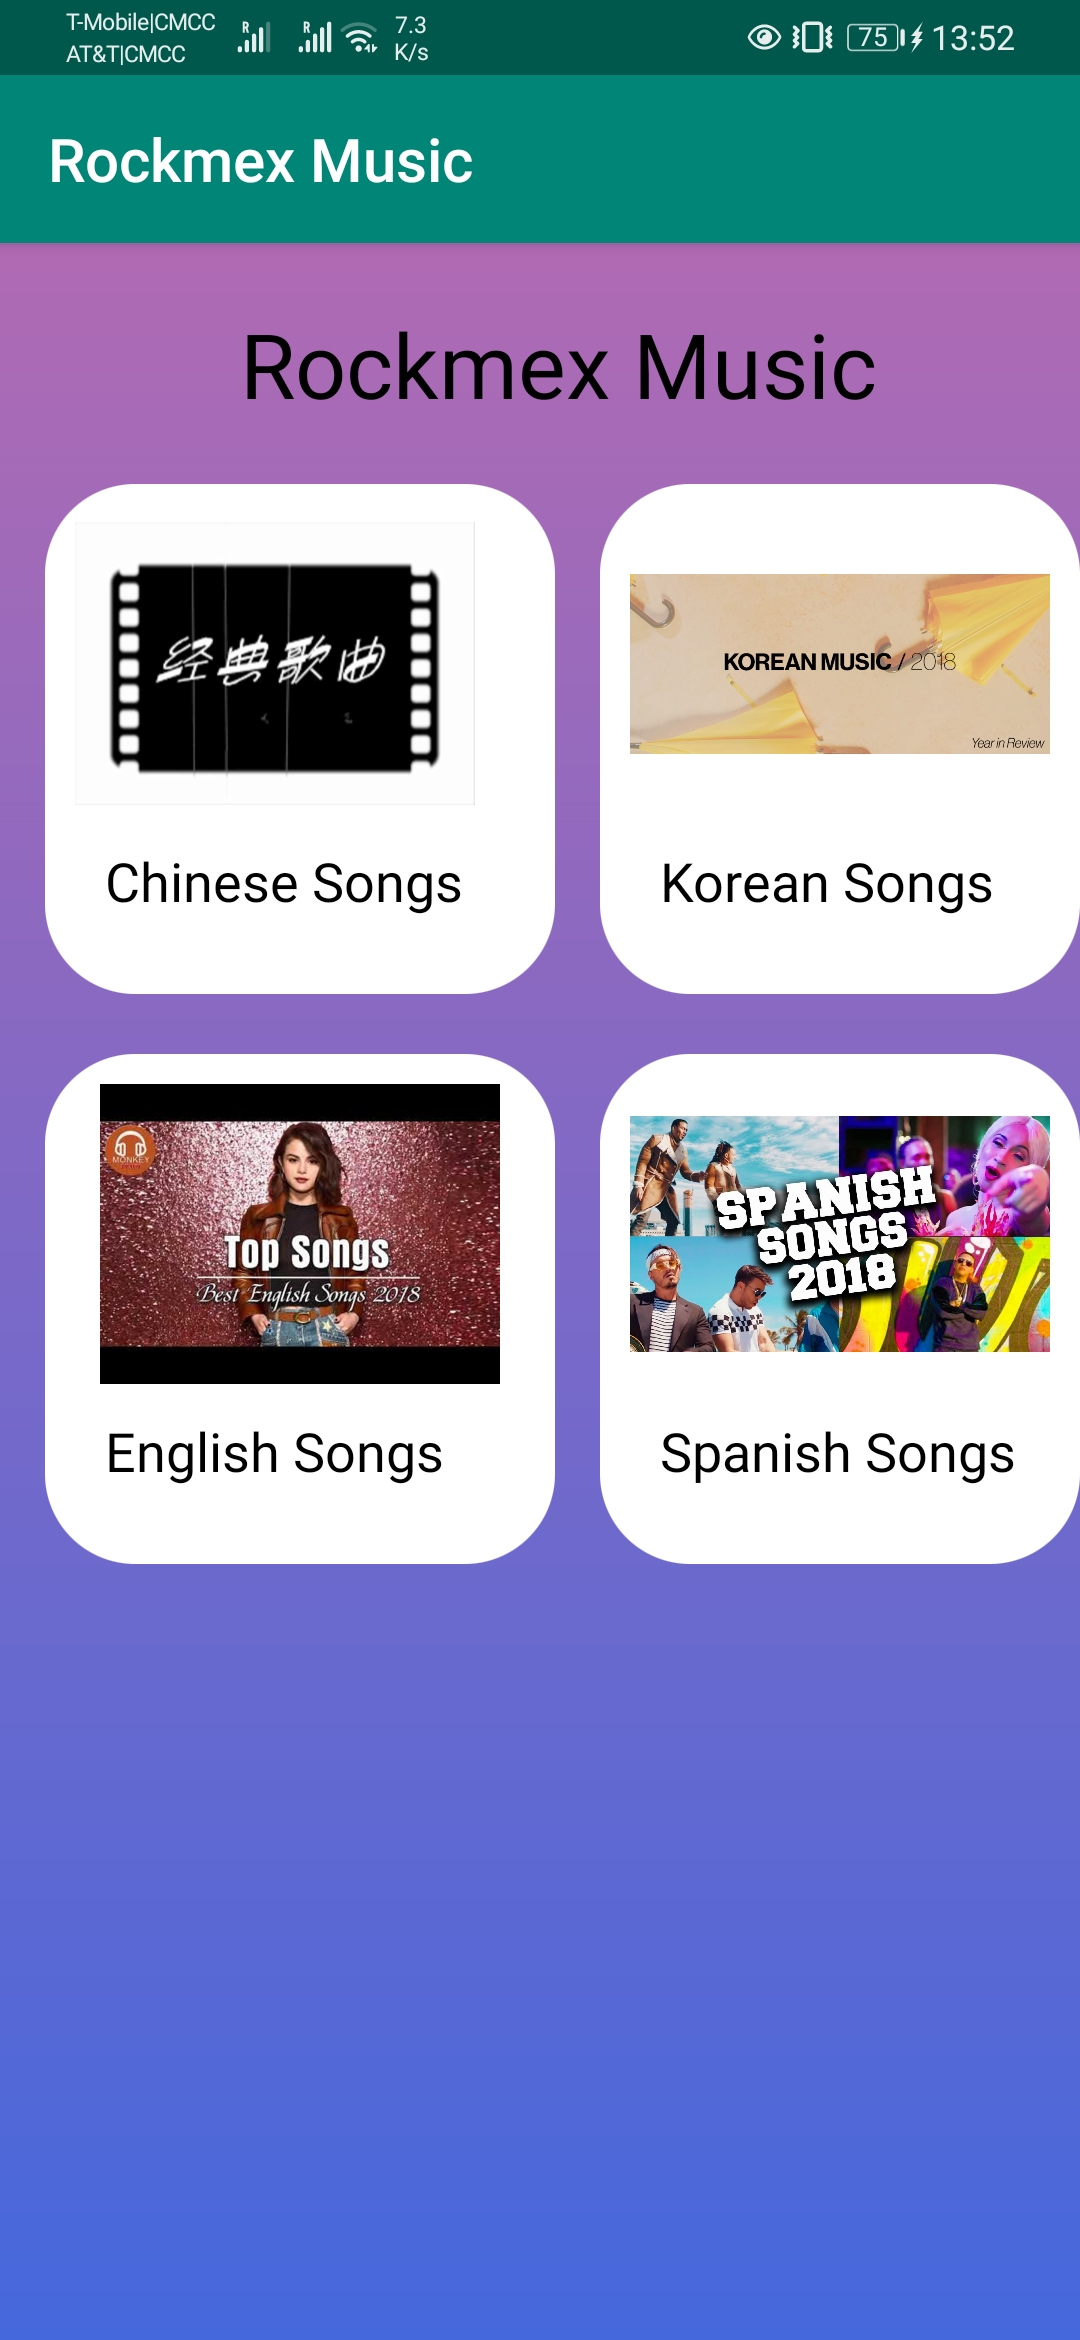 T-Mobile|CMCC
AT&T|CMCC
R
R
7.3
K/s
75
13:52
Rockmex Music
Rockmex Music
经典歌曲
KOREAN MUSIC / 2018
Year in Review
Chinese Songs
Korean Songs
MONKEY
Top Songs
Best English Songs 2018
SPANISH
SONGS
2018
English Songs
Spanish Songs